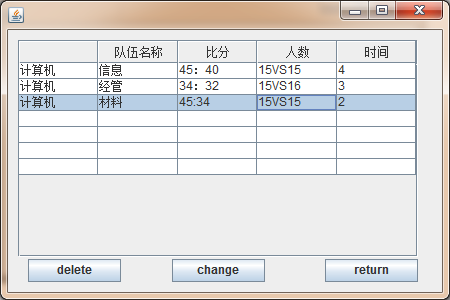 队伍名称 比分 人数 时间
计算机 信息 45：40 15VS15 4
计算机 经管 34：32 15VS16 3
计算机 材料 45:34 15VS15 2
delete change return